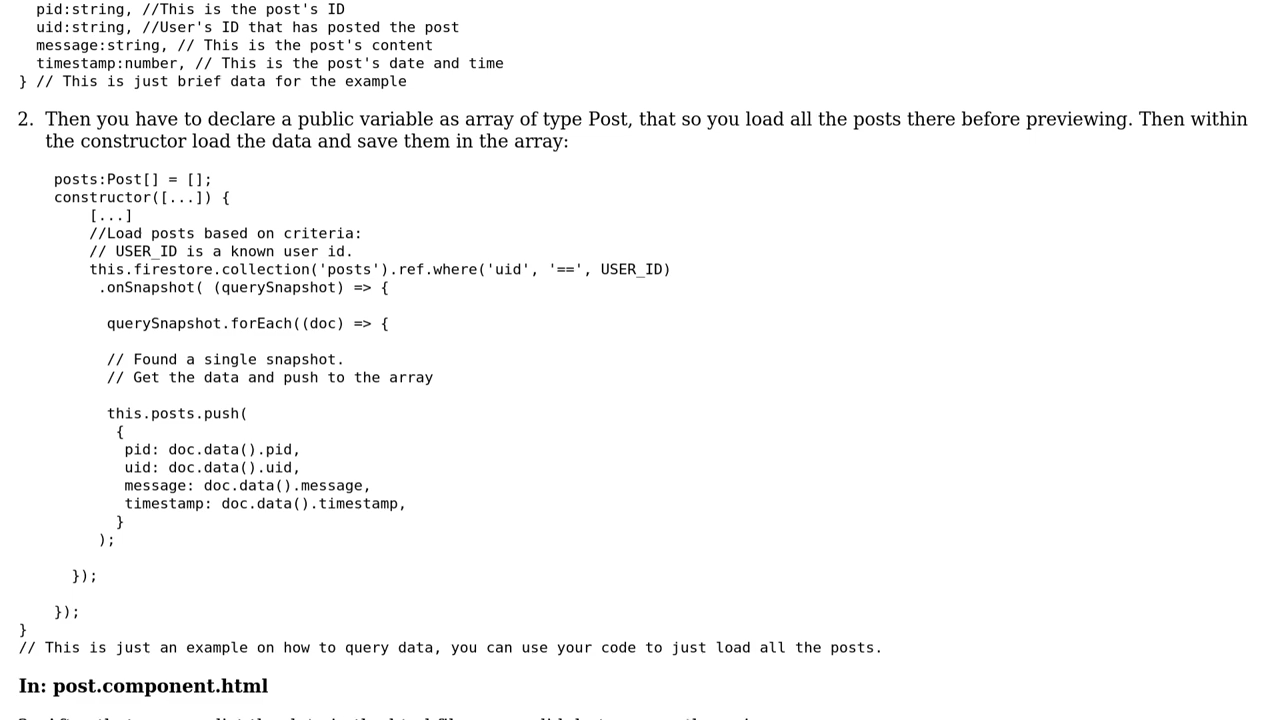 pid:string, //This is the post's ID
uid:string, //User's ID that has posted the post
message:string, // This is the post's content
timestamp:number, // This is the post's date and time
} // This is just brief data for the example
2. Then you have to declare a public variable as array of type Post, that so you load all the posts there before previewing. Then within
the constructor load the data and save them in the array:
posts:Post[] = [];
constructor([...]) {
[...]
//Load posts based on criteria:
// USER_ID is a known user id.
this.firestore.collection('posts').ref.where('uid', '==', USER_ID)
.onSnapshot( (querySnapshot) => {
querySnapshot.forEach((doc) => {
// Found a single snapshot.
// Get the data and push to the array
this.posts.push(
{
pid: doc.data().pid,
uid: doc.data().uid,
message: doc.data().message,
timestamp: doc.data().timestamp,
}
);
});
});
}
// This is just an example on how to query data, you can use your code to just load all the posts.
In: post.component.html